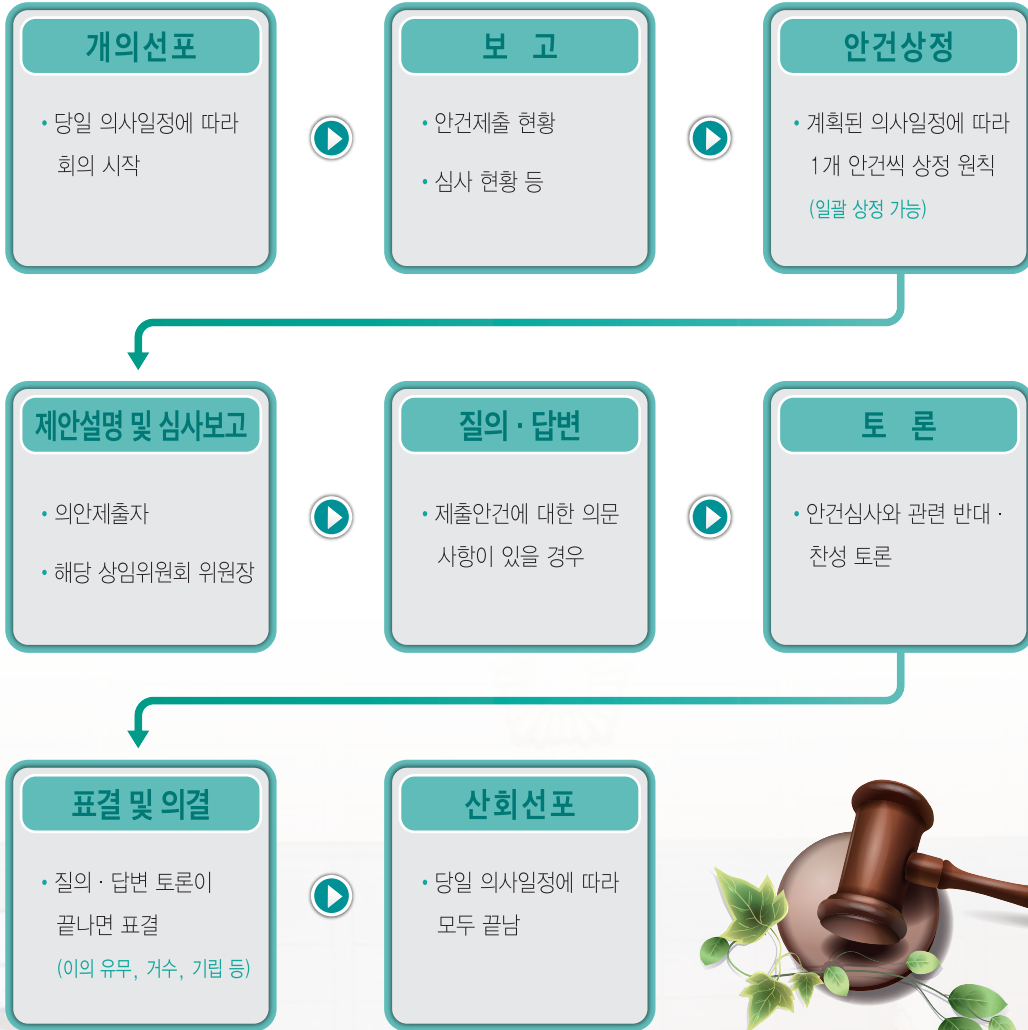 개의선포
• 당일 의사일정에 따라
회의 시작
보 고
• 안건제출 현황
• 심사 현황 등
안건상정
• 계획된 의사일정에 따라
1개 안건씩 상정 원칙
(일괄 상정 가능)
제안설명 및 심사보고
• 의안제출자
• 해당 상임위원회 위원장
질의 · 답변
• 제출안건에 대한 의문
사항이 있을 경우
토 론
• 안건심사와 관련 반대 ·
찬성 토론
표결 및 의결
• 질의 · 답변 토론이
끝나면 표결
(이의 유무, 거수, 기립 등)
산회선포
• 당일 의사일정에 따라
모두 끝남